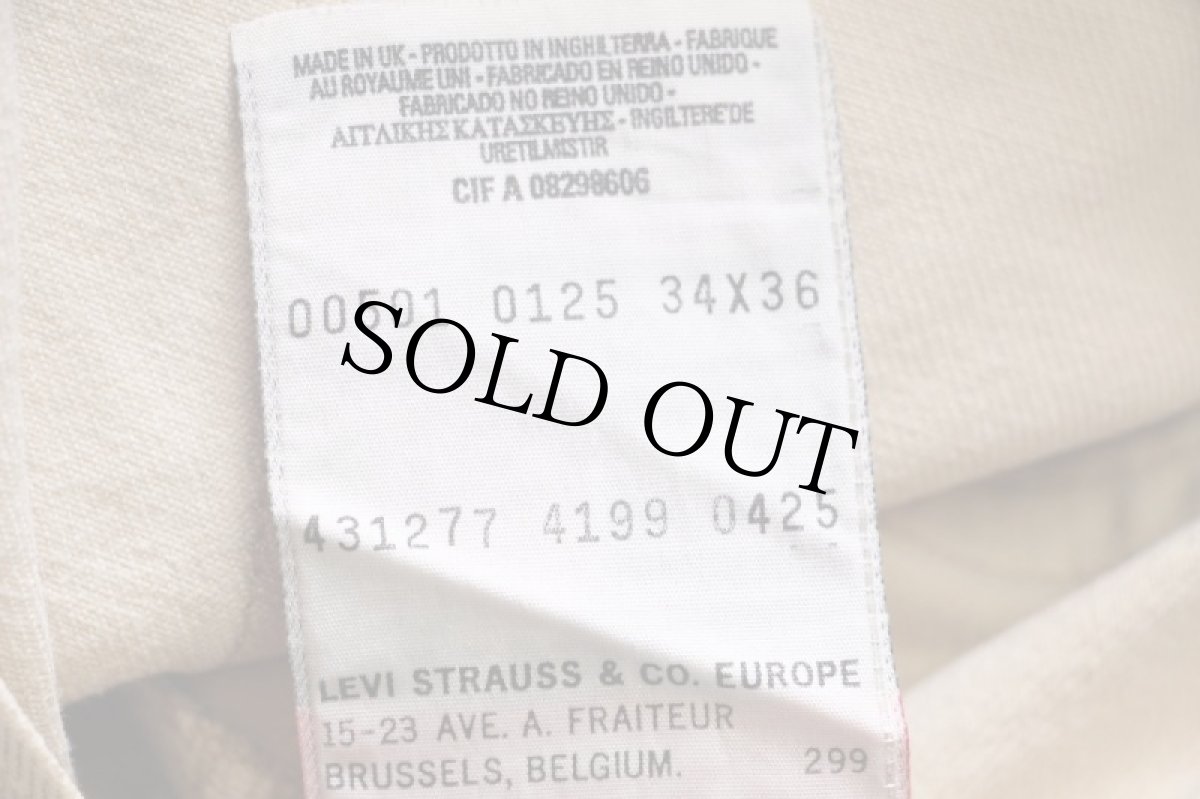 MADE IN UK - PRODOTTO IN INGHILTERRA - FABRIQUE
AU ROYAUME UNI - FABRICADO EN REINO UNIDO -
FABRICADO NO REINO UNIDO -
ΑΓΓΛΙΚΗΣ ΚΑΤΑΣΚΕΥΗΣ - INGILTERE'DE
URETILMISTIR
CIF A 08298606
00501 0125 34X36
SOLD OUT
431277 4199 0425
LEVI STRAUSS & CO. EUROPE
15-23 AVE. A. FRAITEUR
BRUSSELS, BELGIUM. 299